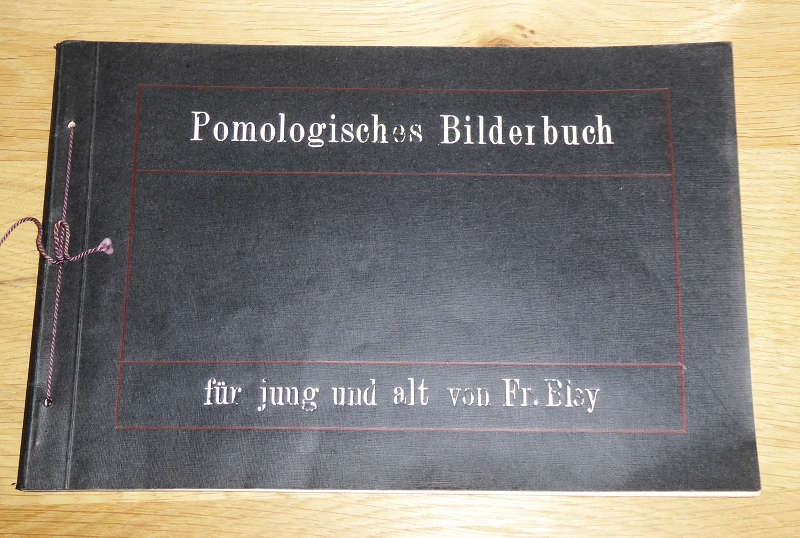 Pomologisches Bilderbuch
für jung und alt von Fr. Eisy